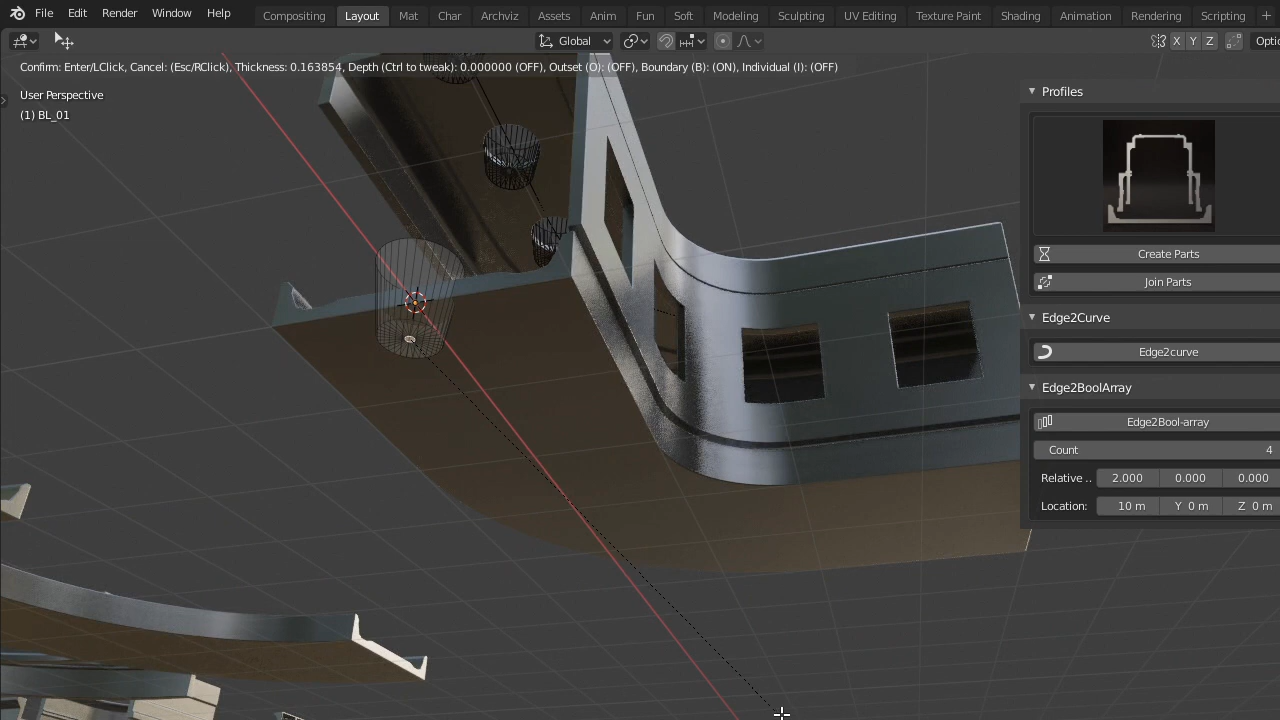 File Edit Render Window Help Compositing Layout Mat Char Archviz Assets Anim Fun Soft Modeling Sculpting UV Editing Texture Paint Shading Animation Rendering Scripting +
Global X Y Z
Confirm: Enter/LClick, Cancel: (Esc/RClick), Thickness: 0.163854, Depth (Ctrl to tweak): 0.000000 (OFF), Outset (O): (OFF), Boundary (B): (ON), Individual (I): (OFF)
User Perspective
(1) BL_01
Profiles
Create Parts
Join Parts
Edge2Curve
Edge2curve
Edge2BoolArray
Edge2Bool-array
Count 4
Relative .. 2.000 0.000 0.000
Location: 10 m Y 0 m Z 0 m